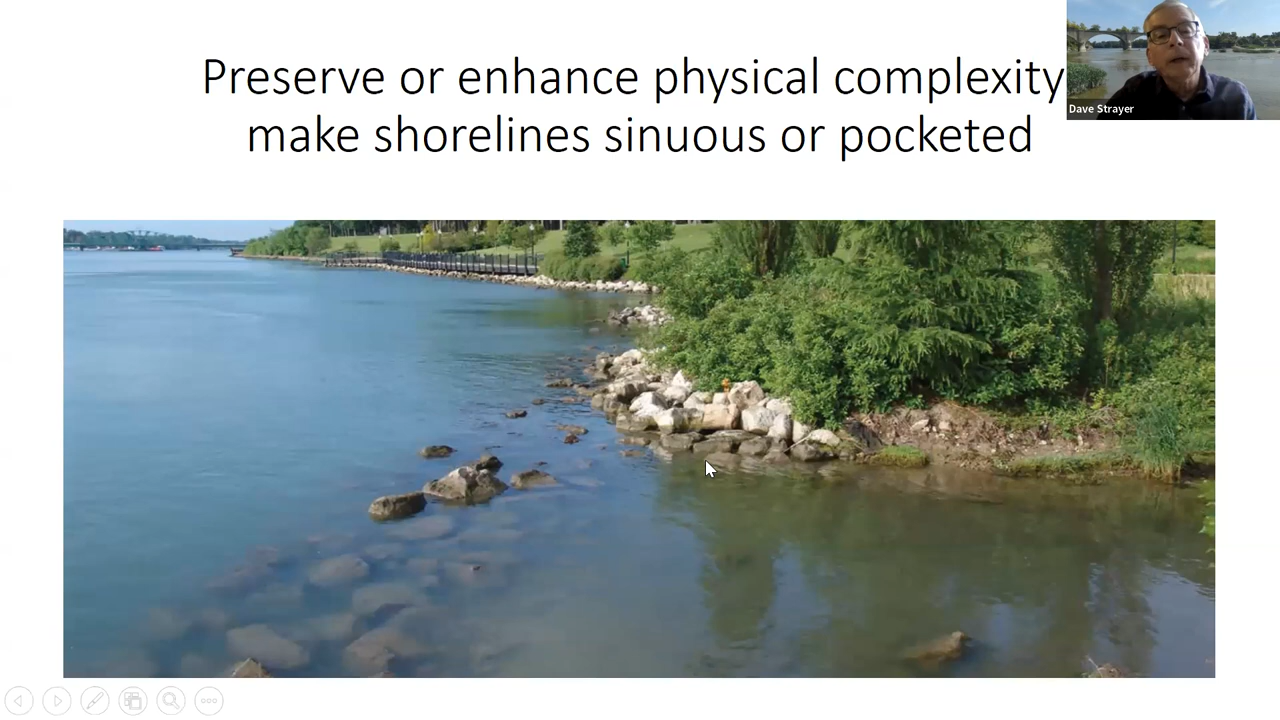 Preserve or enhance physical complexity
make shorelines sinuous or pocketed
Dave Strayer